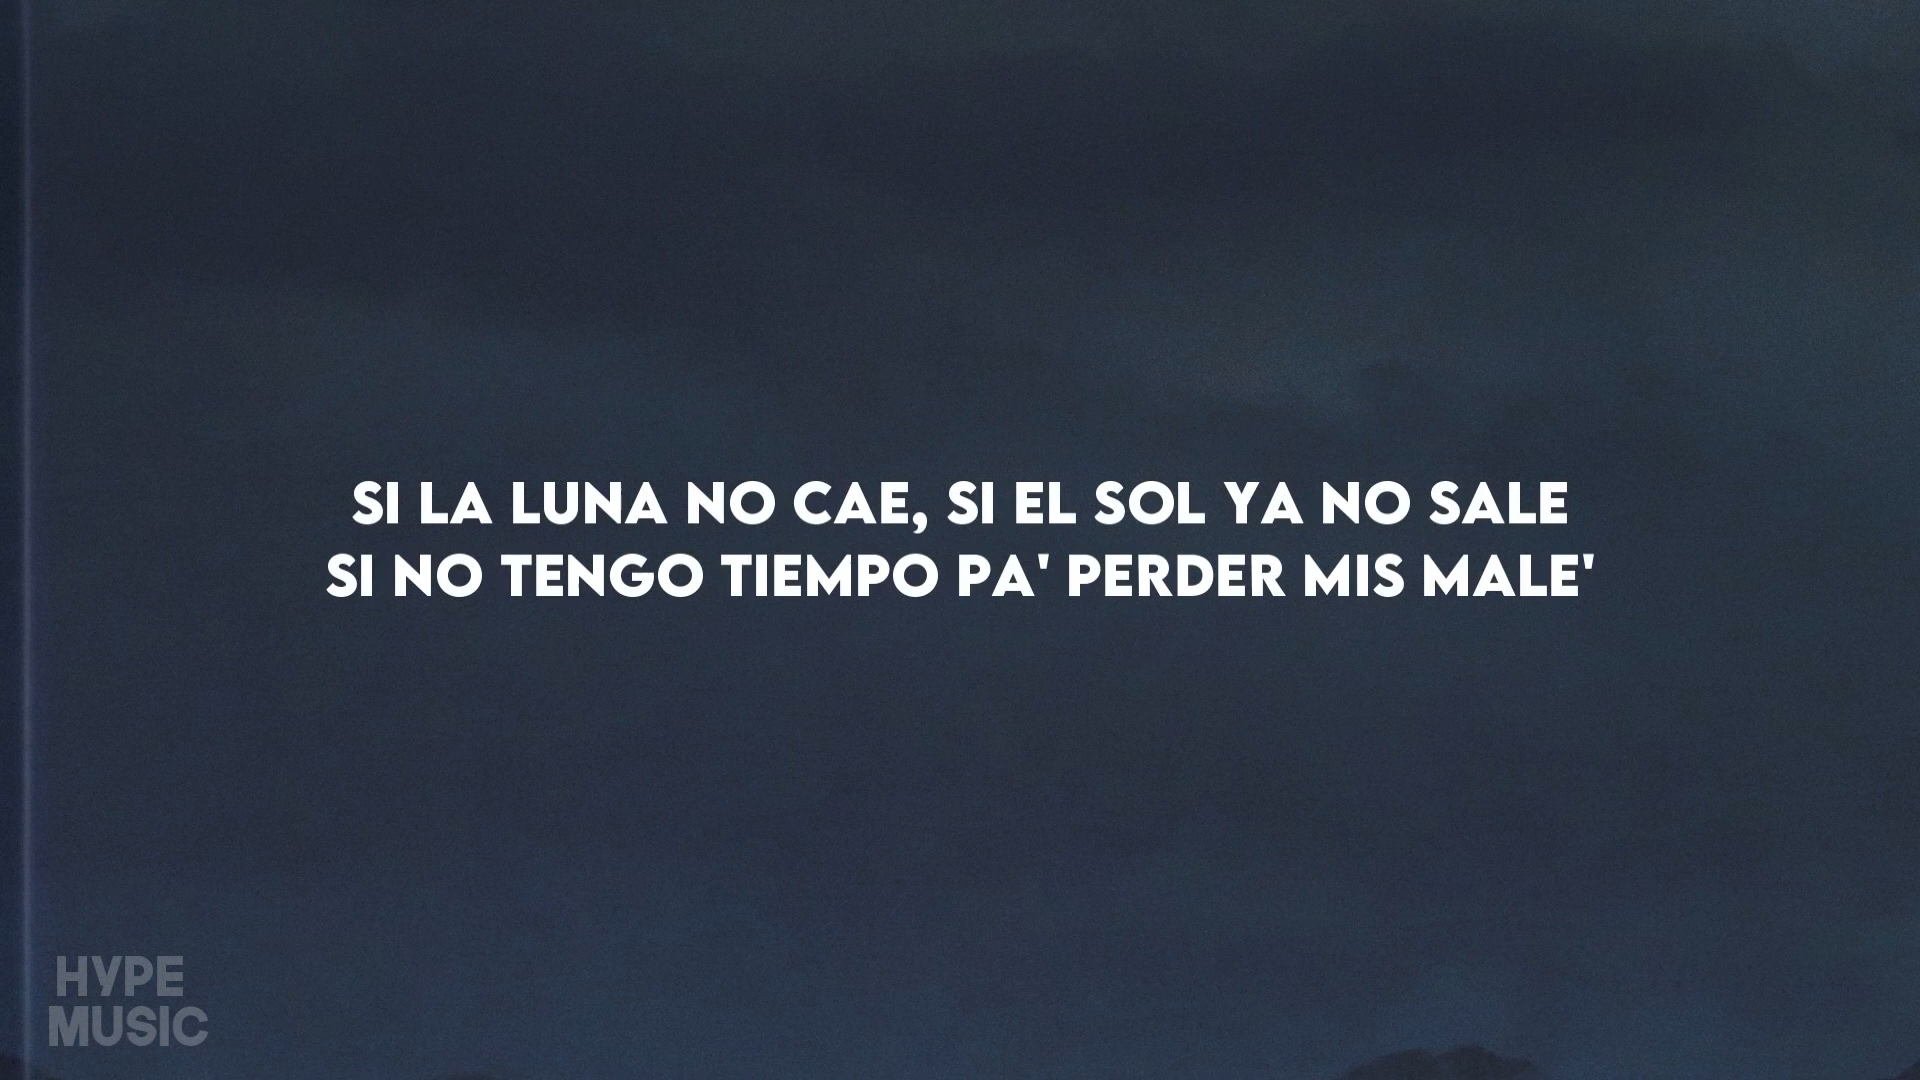 SI LA LUNA NO CAE, SI EL SOL YA NO SALE
SI NO TENGO TIEMPO PA' PERDER MIS MALE'
HYPE
MUSIC